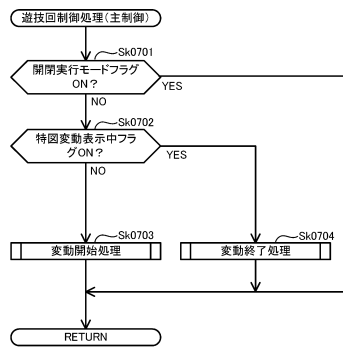 遊技回制御処理(主制御)
Sk0701
開閉実行モードフラグ
ON?
YES
NO
Sk0702
特図変動表示中フラ
グON?
YES
NO
Sk0703
変動開始処理
Sk0704
変動終了処理
RETURN